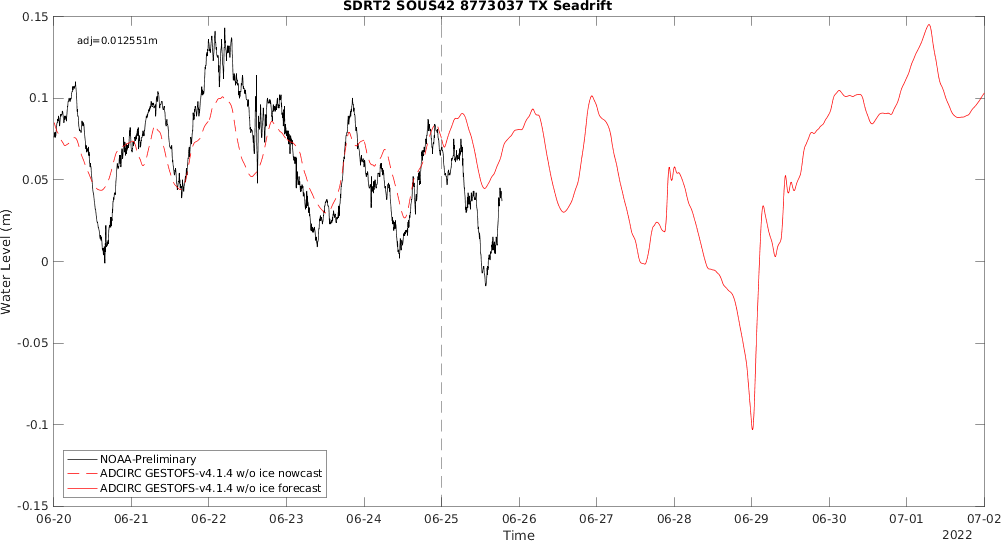 SDRT2 SOUS42 8773037 TX Seadrift
adj=0.012551m
0.15
0.1
0.05
0
-0.05
-0.1
-0.15
Water Level (m)
NOAA-Preliminary
ADCIRC GESTOFS-v4.1.4 w/o ice nowcast
ADCIRC GESTOFS-v4.1.4 w/o ice forecast
06-20 06-21 06-22 06-23 06-24 06-25 06-26 06-27 06-28 06-29 06-30 07-01 07-02
Time
2022